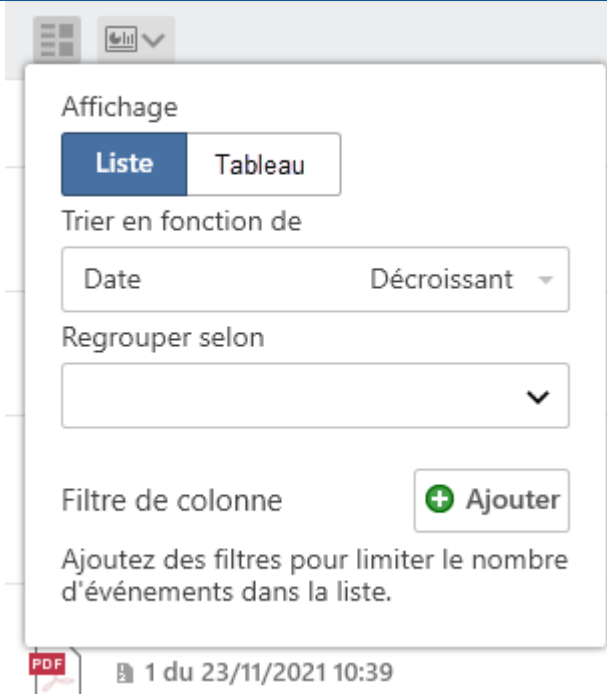 Affichage
Liste Tableau
Trier en fonction de
Date Décroissant
Regrouper selon
Filtre de colonne Ajouter
Ajoutez des filtres pour limiter le nombre
d'événements dans la liste.
PDF 1 du 23/11/2021 10:39